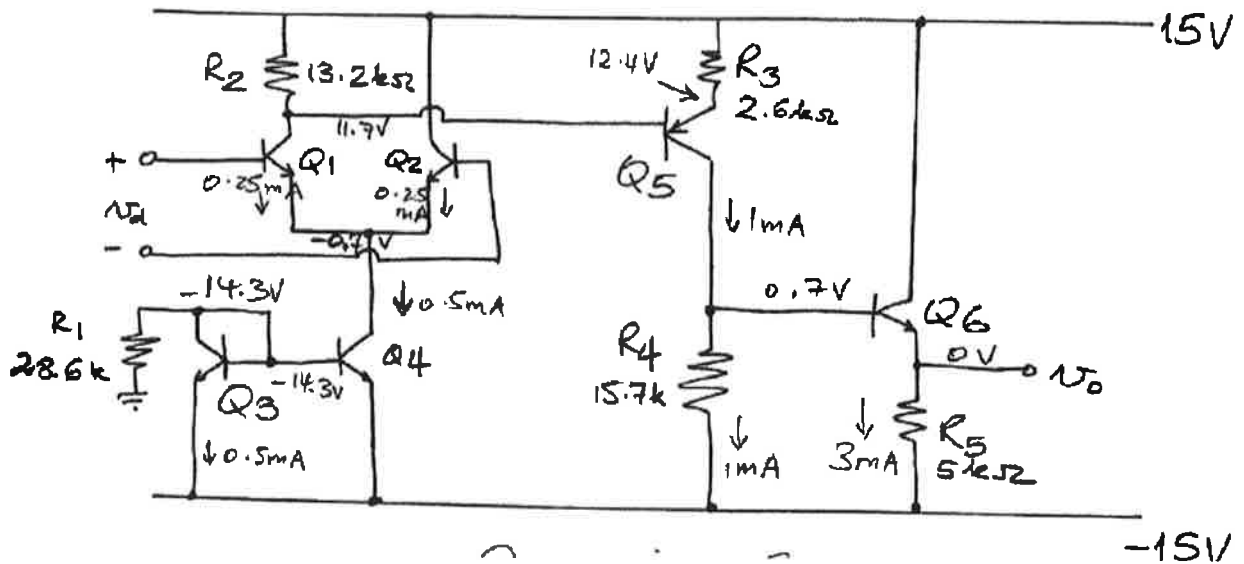 15V
R2 13.2kΩ
12.4V
R3
2.6kΩ
11.7V
+
Q1
Q2
Q5
0.25mA
0.25
mA
vd
-
-0.7V
1mA
-14.3V
0.5mA
0.7V
R1
28.6k
Q4
Q6
-14.3V
Q3
R4
15.7k
0V
vo
0.5mA
1mA
3mA
R5
5kΩ
-15V